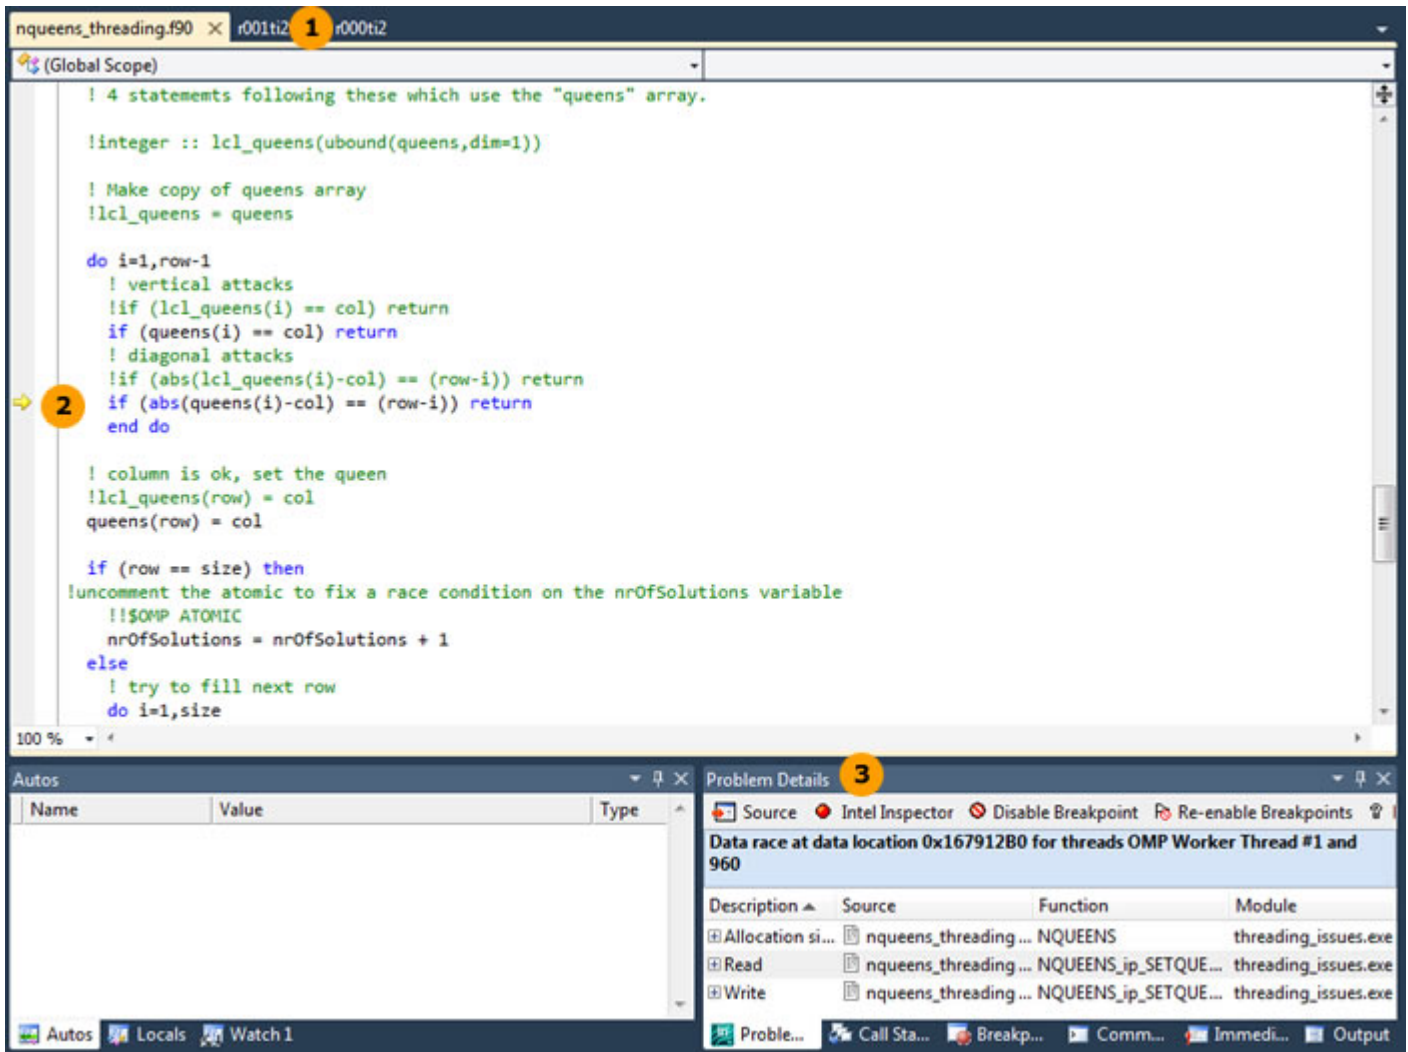 nqueens_threading.f90 r001ti2 1 r000ti2
(Global Scope)
! 4 statememts following these which use the "queens" array.
!integer :: lcl_queens(ubound(queens,dim=1))
! Make copy of queens array
!lcl_queens = queens
do i=1,row-1
! vertical attacks
!if (lcl_queens(i) == col) return
if (queens(i) == col) return
! diagonal attacks
!if (abs(lcl_queens(i)-col) == (row-i)) return
2 if (abs(queens(i)-col) == (row-i)) return
end do
! column is ok, set the queen
!lcl_queens(row) = col
queens(row) = col
if (row == size) then
!uncomment the atomic to fix a race condition on the nrOfSolutions variable
!!$OMP ATOMIC
nrOfSolutions = nrOfSolutions + 1
else
! try to fill next row
do i=1,size
100 %
Autos
Name Value Type
Autos Locals Watch 1
Problem Details 3
Source Intel Inspector Disable Breakpoint Re-enable Breakpoints
Data race at data location 0x167912B0 for threads OMP Worker Thread #1 and
960
Description Source Function Module
Allocation si... nqueens_threading ... NQUEENS threading_issues.exe
Read nqueens_threading ... NQUEENS_ip_SETQUE... threading_issues.exe
Write nqueens_threading ... NQUEENS_ip_SETQUE... threading_issues.exe
Proble... Call Sta... Breakp... Comm... Immedi... Output